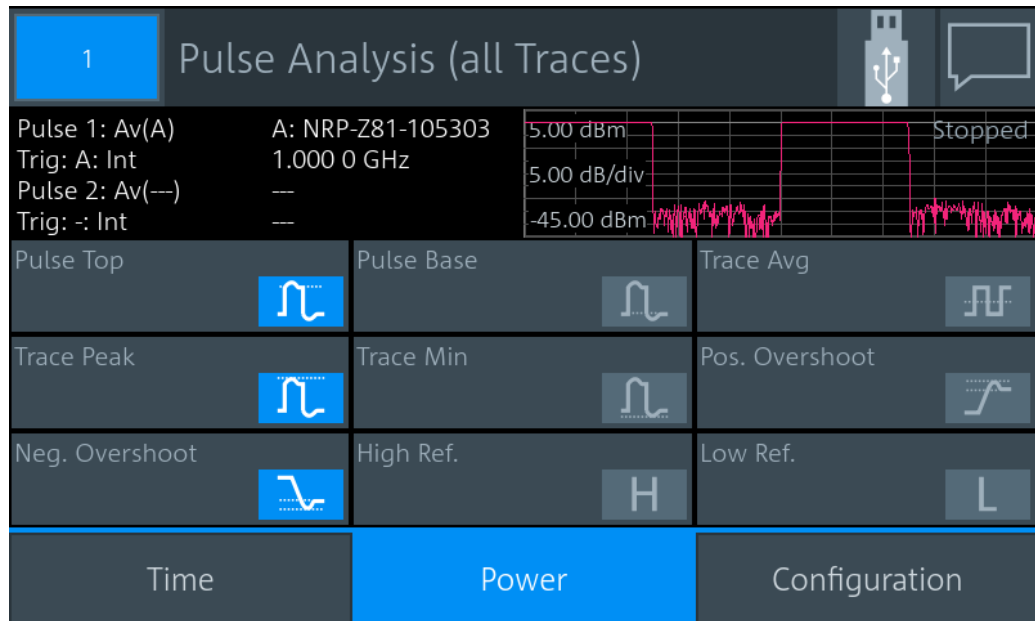 1
Pulse Analysis (all Traces)
Pulse 1: Av(A)
A: NRP-Z81-105303
Trig: A: Int
1.000 0 GHz
Pulse 2: Av(---)
---
Trig: -: Int
---
5.00 dBm
Stopped
5.00 dB/div
-45.00 dBm
Pulse Top
Pulse Base
Trace Avg
Trace Peak
Trace Min
Pos. Overshoot
Neg. Overshoot
High Ref.
H
Low Ref.
L
Time
Power
Configuration